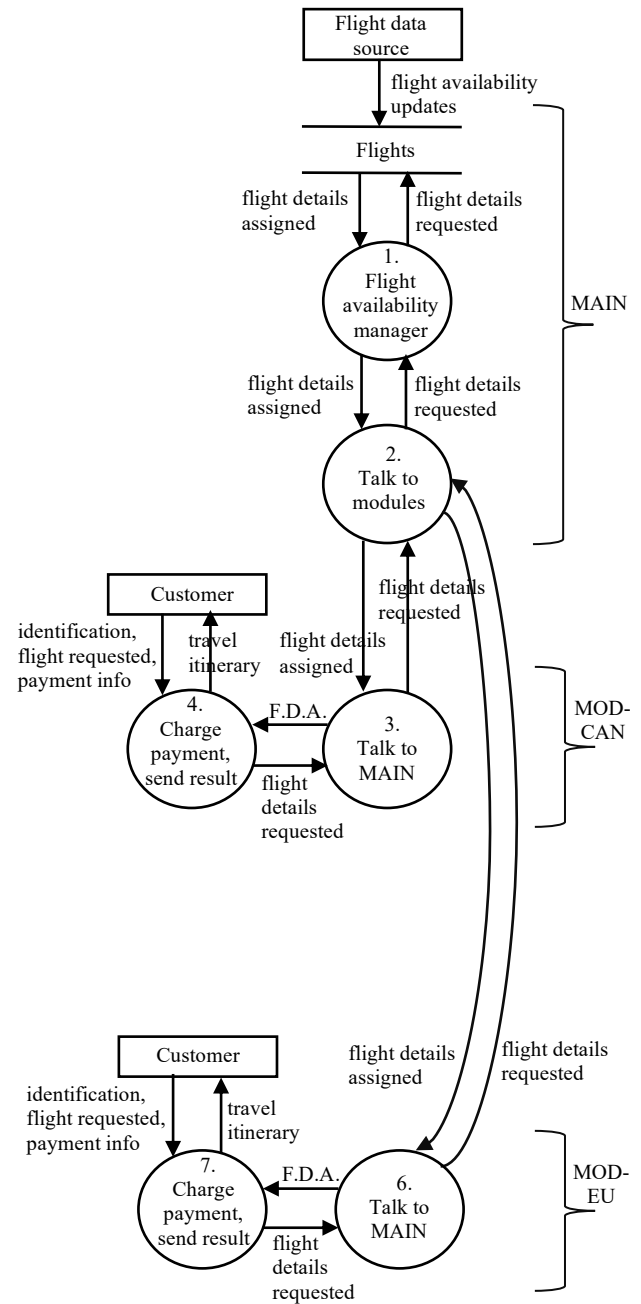 Flight data
source
flight availability
updates
Flights
flight details
assigned
flight details
requested
1.
Flight
availability
manager
MAIN
flight details
assigned
flight details
requested
2.
Talk to
modules
Customer
identification,
flight requested,
payment info
travel
itinerary
flight details
assigned
flight details
requested
4.
Charge
payment,
send result
F.D.A.
flight
details
requested
3.
Talk to
MAIN
MOD-
CAN
Customer
identification,
flight requested,
payment info
travel
itinerary
flight details
assigned
flight details
requested
7.
Charge
payment,
send result
F.D.A.
flight
details
requested
6.
Talk to
MAIN
MOD-
EU